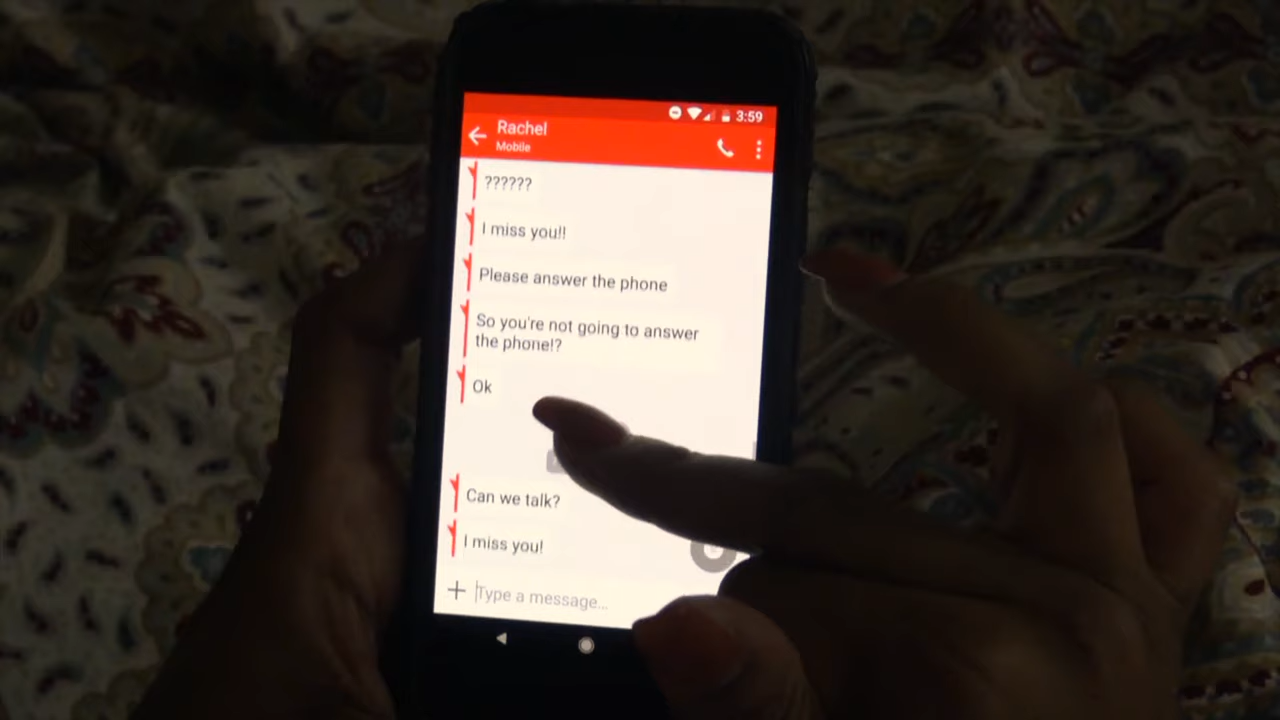 3:59
Rachel
Mobile
??????
I miss you!!
Please answer the phone
So you're not going to answer
the phone!?
Ok
Can we talk?
I miss you!
Type a message...